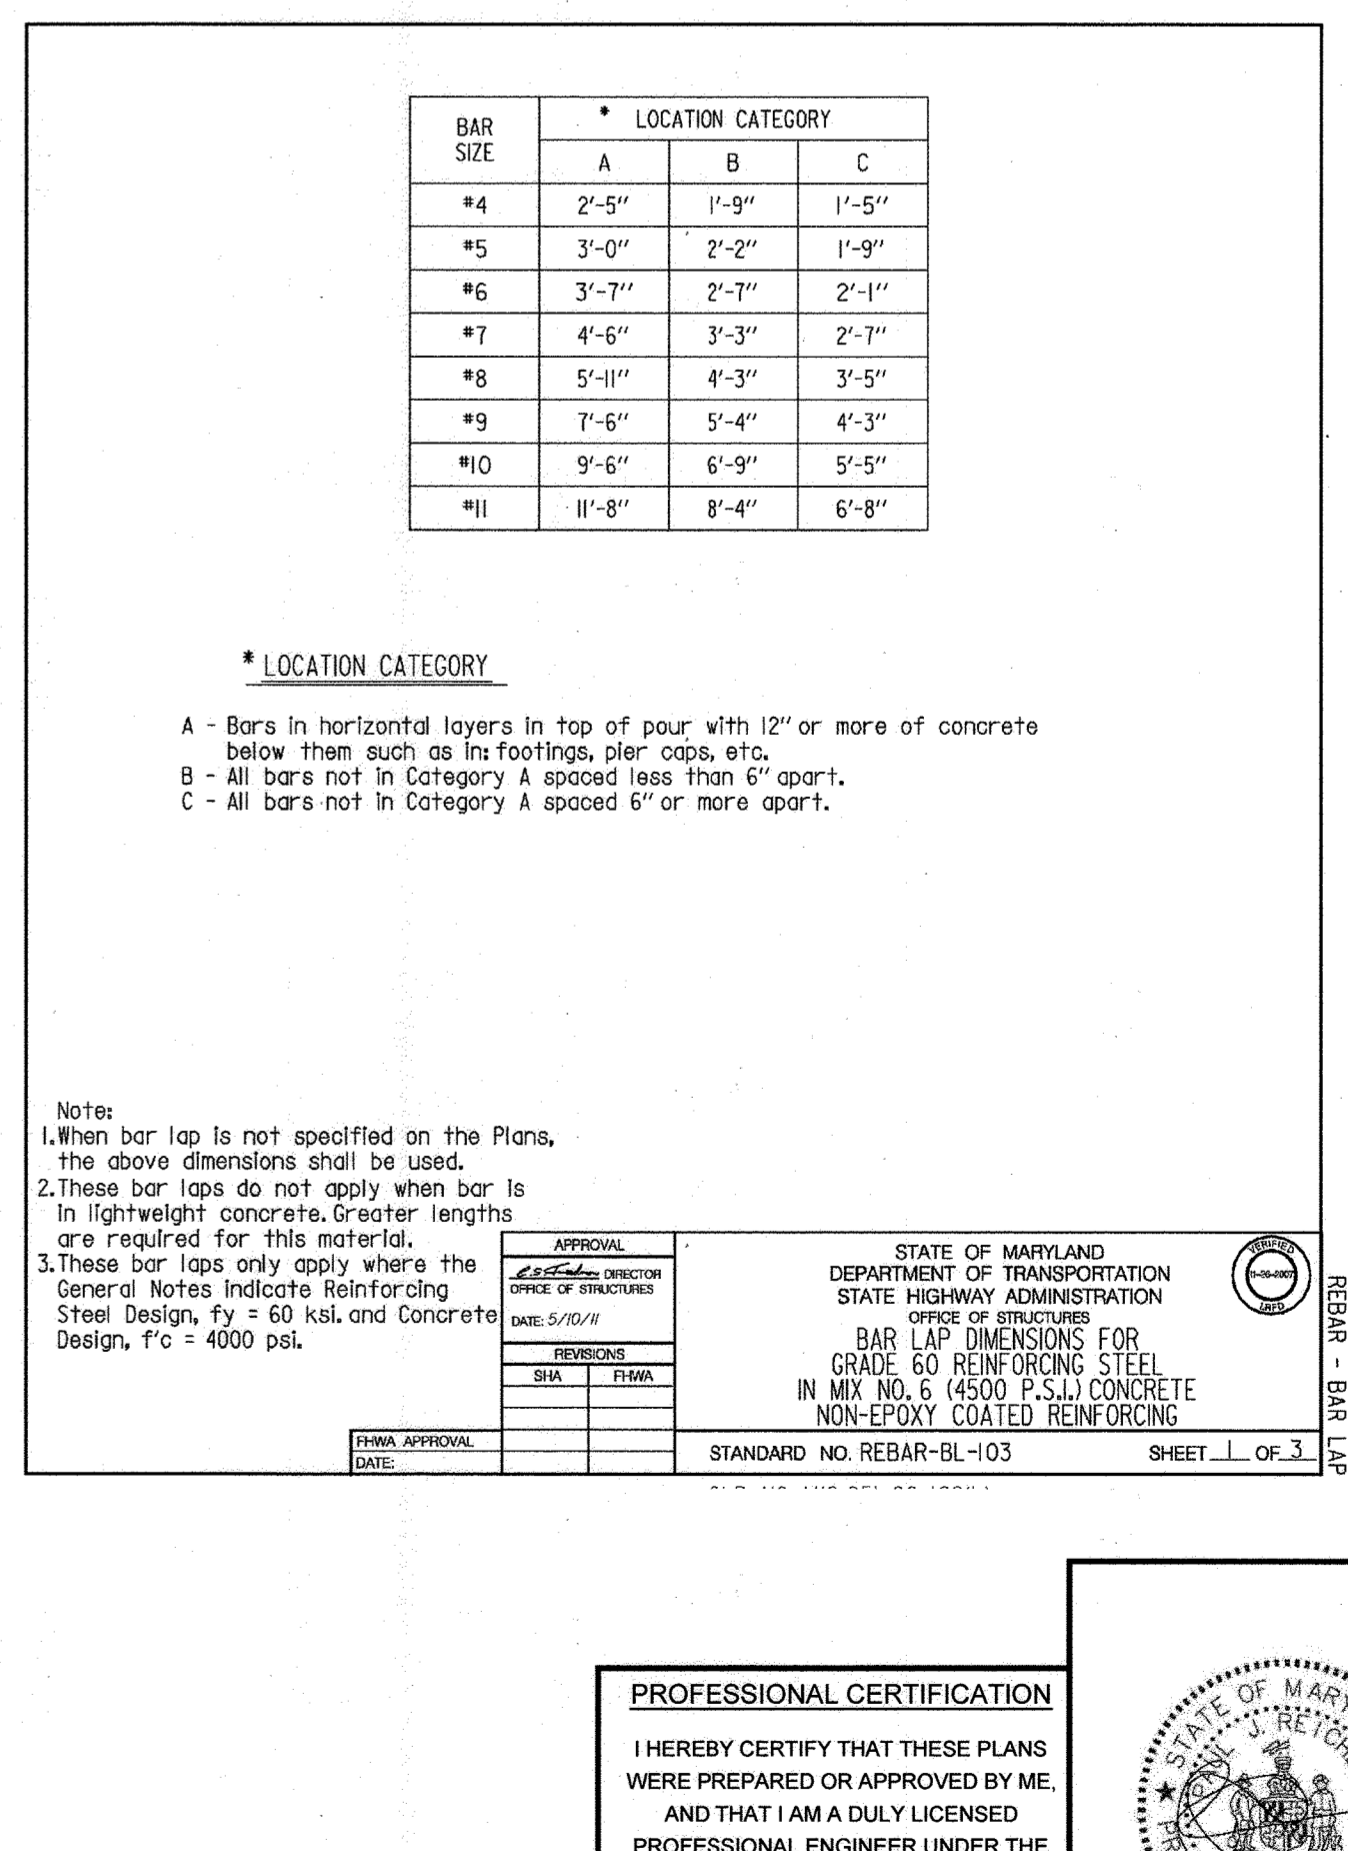 BAR SIZE * LOCATION CATEGORY
A B C
#4 2'-5" 1'-9" 1'-5"
#5 3'-0" 2'-2" 1'-9"
#6 3'-7" 2'-7" 2'-1"
#7 4'-6" 3'-3" 2'-7"
#8 5'-11" 4'-3" 3'-5"
#9 7'-6" 5'-4" 4'-3"
#10 9'-6" 6'-9" 5'-5"
#11 11'-8" 8'-4" 6'-8"
* LOCATION CATEGORY
A - Bars in horizontal layers in top of pour with 12" or more of concrete
below them such as in: footings, pier caps, etc.
B - All bars not in Category A spaced less than 6" apart.
C - All bars not in Category A spaced 6" or more apart.
Note:
1.When bar lap is not specified on the Plans,
the above dimensions shall be used.
2.These bar laps do not apply when bar is
in lightweight concrete. Greater lengths
are required for this material.
3.These bar laps only apply where the
General Notes indicate Reinforcing
Steel Design, fy = 60 ksi. and Concrete
Design, f'c = 4000 psi.
APPROVAL
DIRECTOR
OFFICE OF STRUCTURES
DATE: 5/10/11
REVISIONS
SHA FHWA
FHWA APPROVAL
DATE:
STATE OF MARYLAND
DEPARTMENT OF TRANSPORTATION
STATE HIGHWAY ADMINISTRATION
OFFICE OF STRUCTURES
BAR LAP DIMENSIONS FOR
GRADE 60 REINFORCING STEEL
IN MIX NO. 6 (4500 P.S.I.) CONCRETE
NON-EPOXY COATED REINFORCING
VERIFIED
11-26-2007
LRFD
STANDARD NO. REBAR-BL-103 SHEET 1 OF 3
REBAR - BAR LAP
PROFESSIONAL CERTIFICATION
I HEREBY CERTIFY THAT THESE PLANS
WERE PREPARED OR APPROVED BY ME,
AND THAT I AM A DULY LICENSED
PROFESSIONAL ENGINEER UNDER THE
STATE OF MARY
PAUL J. REICH